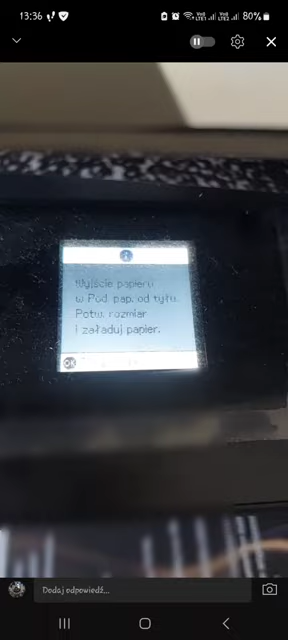 13:36
80%
Wyjście papieru
w Pod. pap. od tyłu.
Potw. rozmiar
i załaduj papier.
OK
Dodaj odpowiedź...